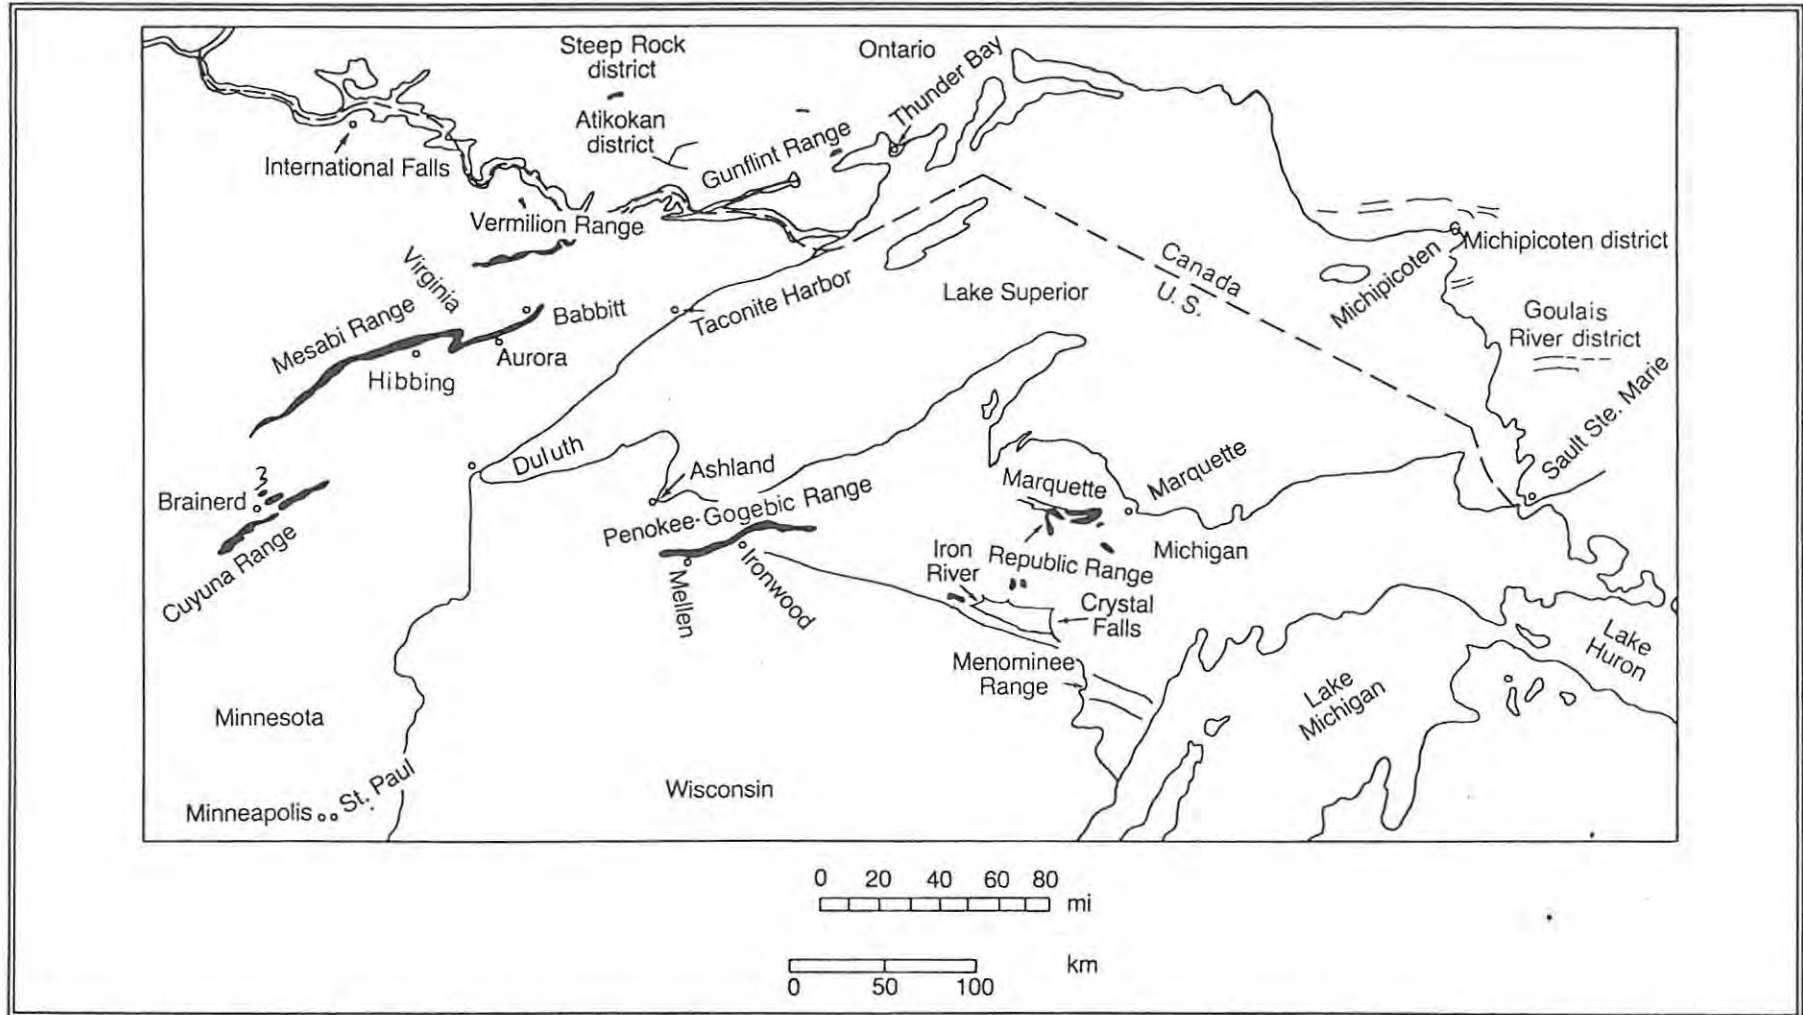 Steep Rock
district
Ontario
Thunder Bay
Atikokan
district
International Falls
Gunflint Range
Vermilion Range
Virginia
Canada
U.S.
Michipicoten
Michipicoten district
Mesabi Range
Babbitt
Taconite Harbor
Lake Superior
Goulais
River district
Aurora
Hibbing
Sault Ste. Marie
Duluth
Ashland
Marquette
Marquette
Brainerd
Penokee-Gogebic Range
Cuyuna Range
Michigan
Iron
River
Republic Range
Mellen
Ironwood
Crystal
Falls
Lake
Huron
Menominee
Range
Lake
Michigan
Minnesota
Wisconsin
Minneapolis
St. Paul
0 20 40 60 80
mi
km
0 50 100